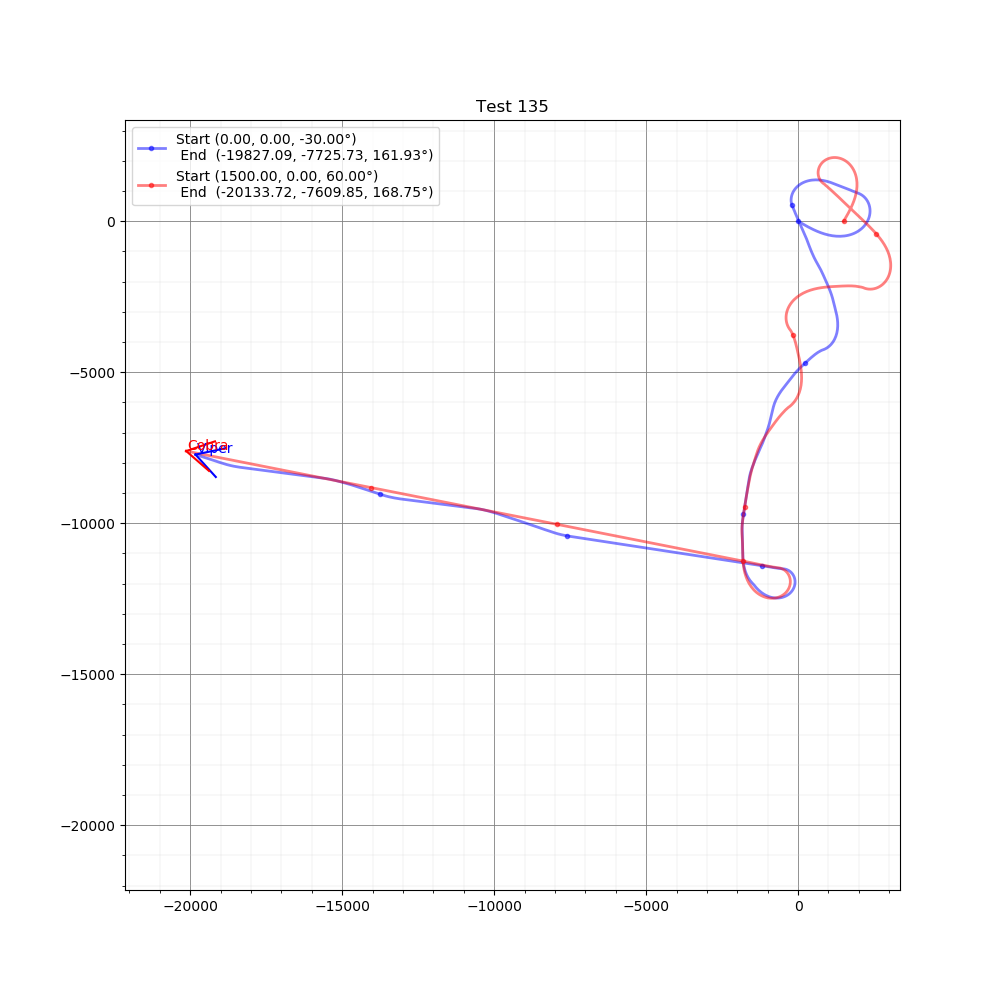 Test 135
Start (0.00, 0.00, -30.00°)
End (-19827.09, -7725.73, 161.93°)
Start (1500.00, 0.00, 60.00°)
End (-20133.72, -7609.85, 168.75°)
0
−5000
Cobra
Viper
−10000
−15000
−20000
−20000 −15000 −10000 −5000 0